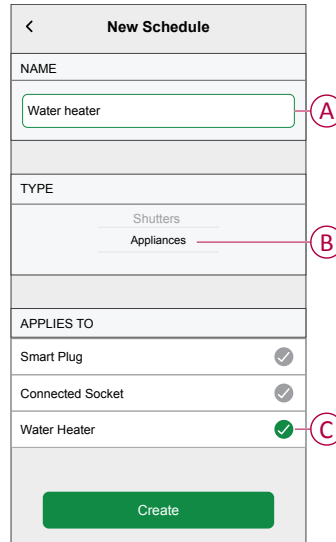 New Schedule
NAME
Water heater
A
TYPE
Shutters
Appliances
B
APPLIES TO
Smart Plug
Connected Socket
Water Heater
C
Create